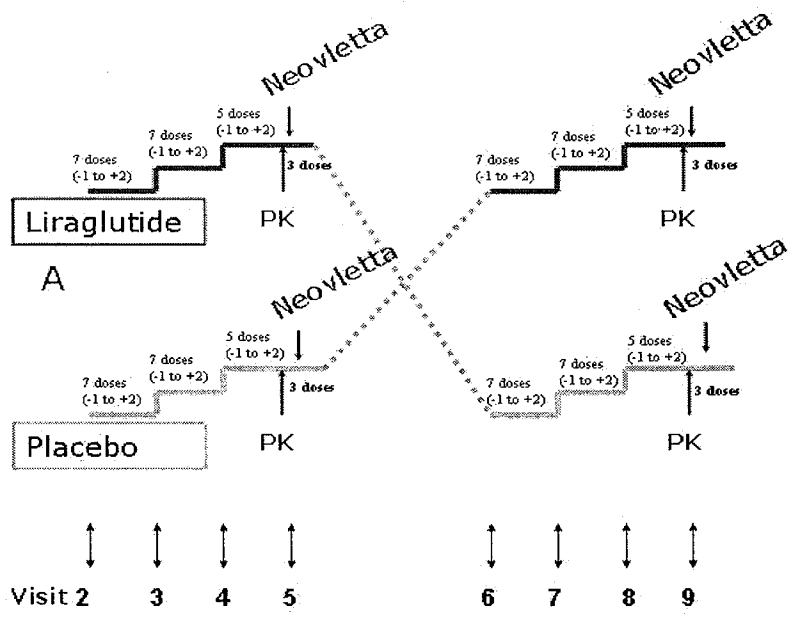 Neovletta
Neovletta
5 doses
(-1 to +2)
7 doses
(-1 to +2)
7 doses
(-1 to +2)
3 doses
5 doses
(-1 to +2)
7 doses
(-1 to +2)
7 doses
(-1 to +2)
3 doses
Liraglutide
PK
PK
A
Neovletta
Neovletta
5 doses
(-1 to +2)
7 doses
(-1 to +2)
7 doses
(-1 to +2)
3 doses
5 doses
(-1 to +2)
7 doses
(-1 to +2)
7 doses
(-1 to +2)
3 doses
Placebo
PK
PK
Visit 2 3 4 5 6 7 8 9